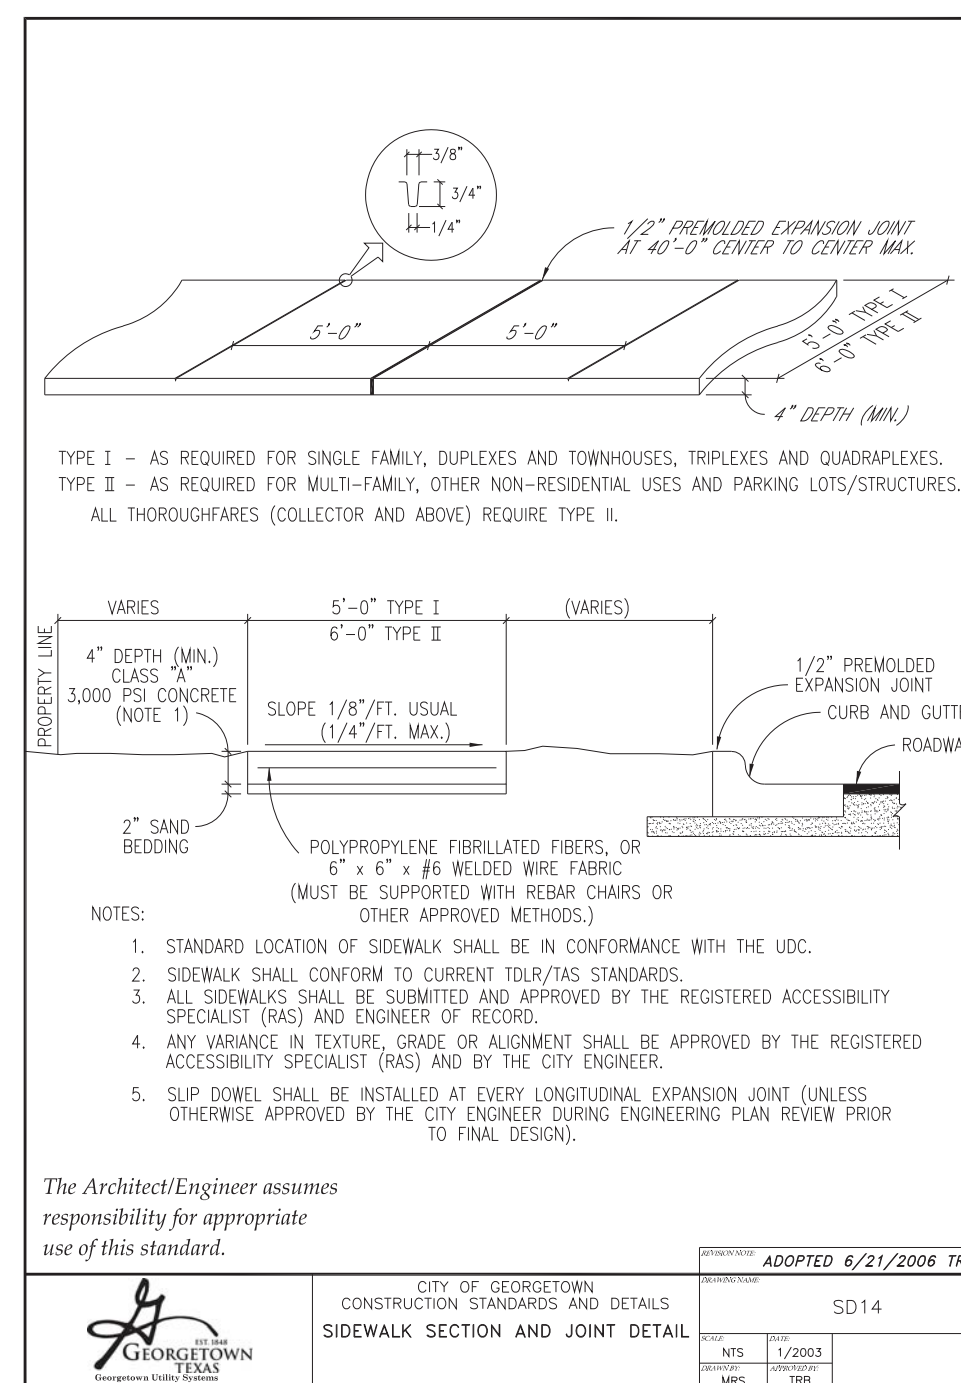 3/8"
3/4"
1/4"
1/2" PREMOLDED EXPANSION JOINT
AT 40'-0" CENTER TO CENTER MAX.
5'-0"
5'-0"
5'-0" TYPE I
6'-0" TYPE II
4" DEPTH (MIN.)
TYPE I - AS REQUIRED FOR SINGLE FAMILY, DUPLEXES AND TOWNHOUSES, TRIPLEXES AND QUADRAPLEXES.
TYPE II - AS REQUIRED FOR MULTI-FAMILY, OTHER NON-RESIDENTIAL USES AND PARKING LOTS/STRUCTURES.
ALL THOROUGHFARES (COLLECTOR AND ABOVE) REQUIRE TYPE II.
VARIES
5'-0" TYPE I
6'-0" TYPE II
(VARIES)
PROPERTY LINE
4" DEPTH (MIN.)
CLASS "A"
3,000 PSI CONCRETE
(NOTE 1)
SLOPE 1/8"/FT. USUAL
(1/4"/FT. MAX.)
1/2" PREMOLDED
EXPANSION JOINT
CURB AND GUTTE
ROADWA
2" SAND
BEDDING
POLYPROPYLENE FIBRILLATED FIBERS, OR
6" x 6" x #6 WELDED WIRE FABRIC
(MUST BE SUPPORTED WITH REBAR CHAIRS OR
OTHER APPROVED METHODS.)
NOTES:
1. STANDARD LOCATION OF SIDEWALK SHALL BE IN CONFORMANCE WITH THE UDC.
2. SIDEWALK SHALL CONFORM TO CURRENT TDLR/TAS STANDARDS.
3. ALL SIDEWALKS SHALL BE SUBMITTED AND APPROVED BY THE REGISTERED ACCESSIBILITY
SPECIALIST (RAS) AND ENGINEER OF RECORD.
4. ANY VARIANCE IN TEXTURE, GRADE OR ALIGNMENT SHALL BE APPROVED BY THE REGISTERED
ACCESSIBILITY SPECIALIST (RAS) AND BY THE CITY ENGINEER.
5. SLIP DOWEL SHALL BE INSTALLED AT EVERY LONGITUDINAL EXPANSION JOINT (UNLESS
OTHERWISE APPROVED BY THE CITY ENGINEER DURING ENGINEERING PLAN REVIEW PRIOR
TO FINAL DESIGN).
The Architect/Engineer assumes
responsibility for appropriate
use of this standard.
REVISION NOTE: ADOPTED 6/21/2006 TR
EST. 1848
GEORGETOWN
TEXAS
Georgetown Utility Systems
CITY OF GEORGETOWN
CONSTRUCTION STANDARDS AND DETAILS
SIDEWALK SECTION AND JOINT DETAIL
DRAWING NAME:
SD14
SCALE: NTS
DATE: 1/2003
DRAWN BY: MRS
APPROVED BY: TRB